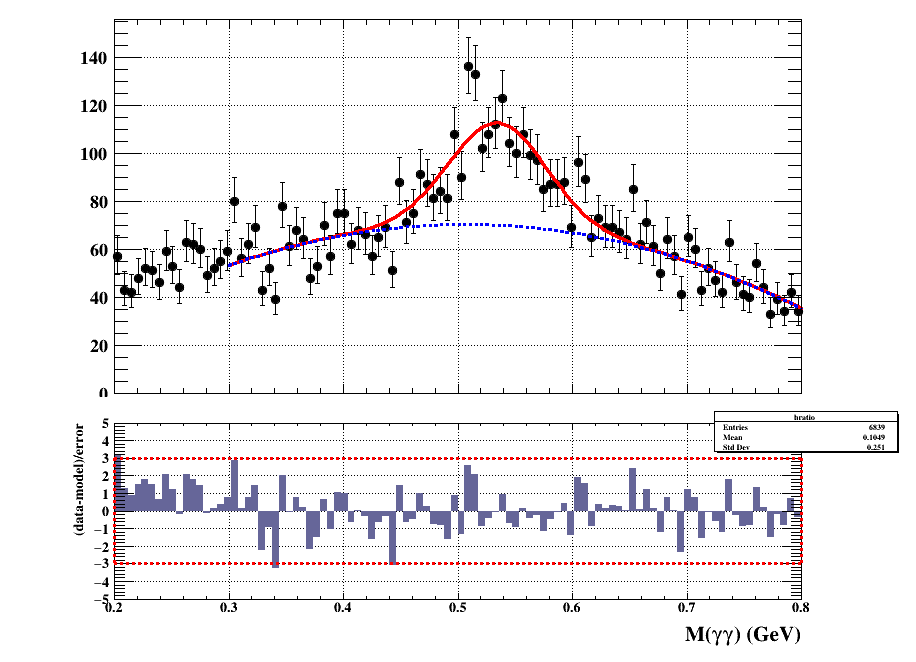 140
120
100
80
60
40
20
0
hratio
Entries 6839
Mean 0.1049
Std Dev 0.251
(data-model)/error
5
4
3
2
1
0
−1
−2
−3
−4
−5
0.2 0.3 0.4 0.5 0.6 0.7 0.8
M(γγ) (GeV)